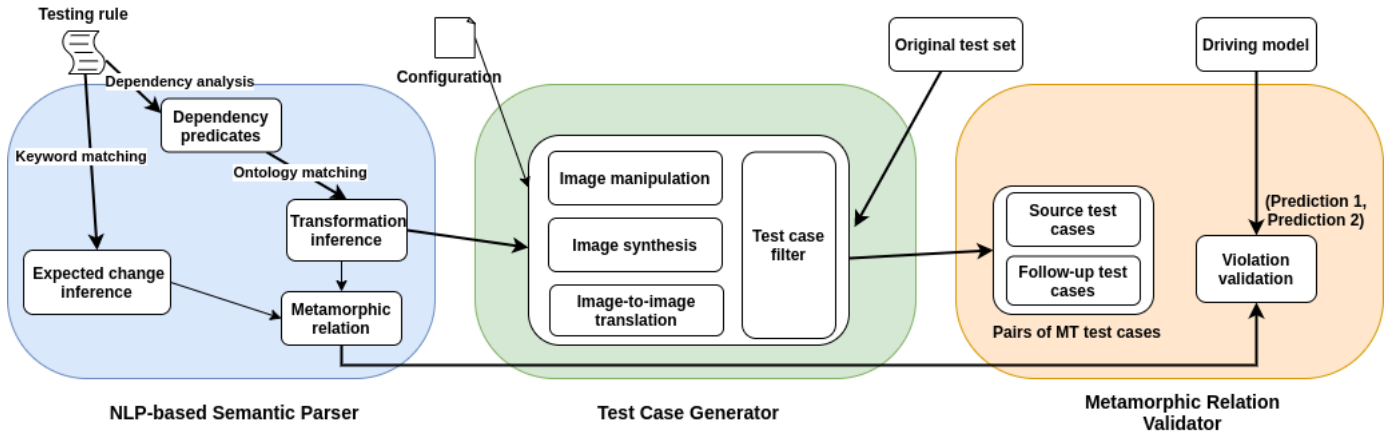 Testing rule
Dependency analysis
Dependency
predicates
Keyword matching
Ontology matching
Transformation
inference
Expected change
inference
Metamorphic
relation
NLP-based Semantic Parser
Configuration
Image manipulation
Image synthesis
Image-to-image
translation
Test case
filter
Test Case Generator
Original test set
Driving model
Source test
cases
Follow-up test
cases
Pairs of MT test cases
(Prediction 1,
Prediction 2)
Violation
validation
Metamorphic Relation
Validator